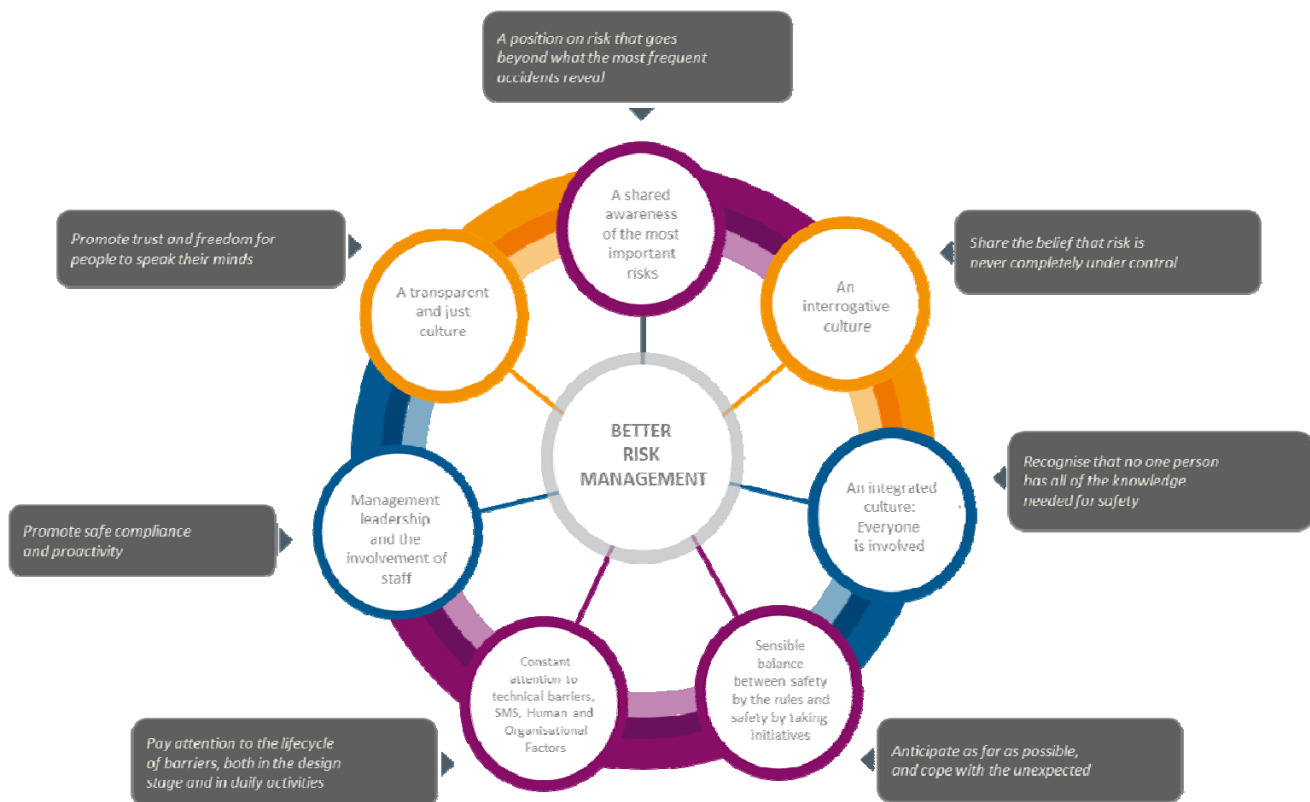 A position on risk that goes
beyond what the most frequent
accidents reveal
A shared
awareness
of the most
important
risks
Promote trust and freedom for
people to speak their minds
A transparent
and just
culture
An
interrogative
culture
Share the belief that risk is
never completely under control
BETTER
RISK
MANAGEMENT
Management
leadership
and the
involvement of
staff
Promote safe compliance
and proactivity
An integrated
culture:
Everyone
is involved
Recognise that no one person
has all of the knowledge
needed for safety
Constant
attention to
technical barriers,
SMS, Human and
Organisational
Factors
Pay attention to the lifecycle
of barriers, both in the design
stage and in daily activities
Sensible
balance
between safety
by the rules and
safety by taking
initiatives
Anticipate as far as possible,
and cope with the unexpected